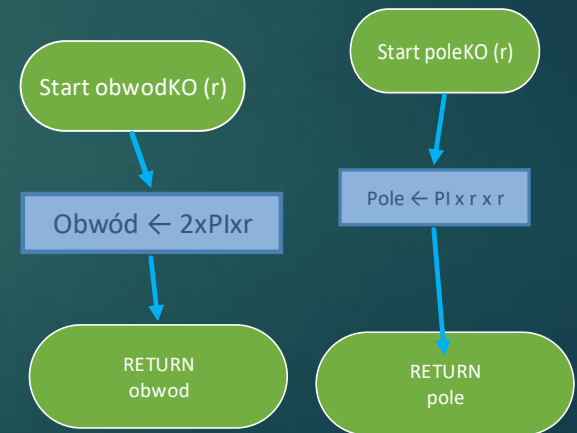 Start obwodKO (r)
Obwód ← 2xPIxr
RETURN
obwod
Start poleKO (r)
Pole ← PI x r x r
RETURN
pole